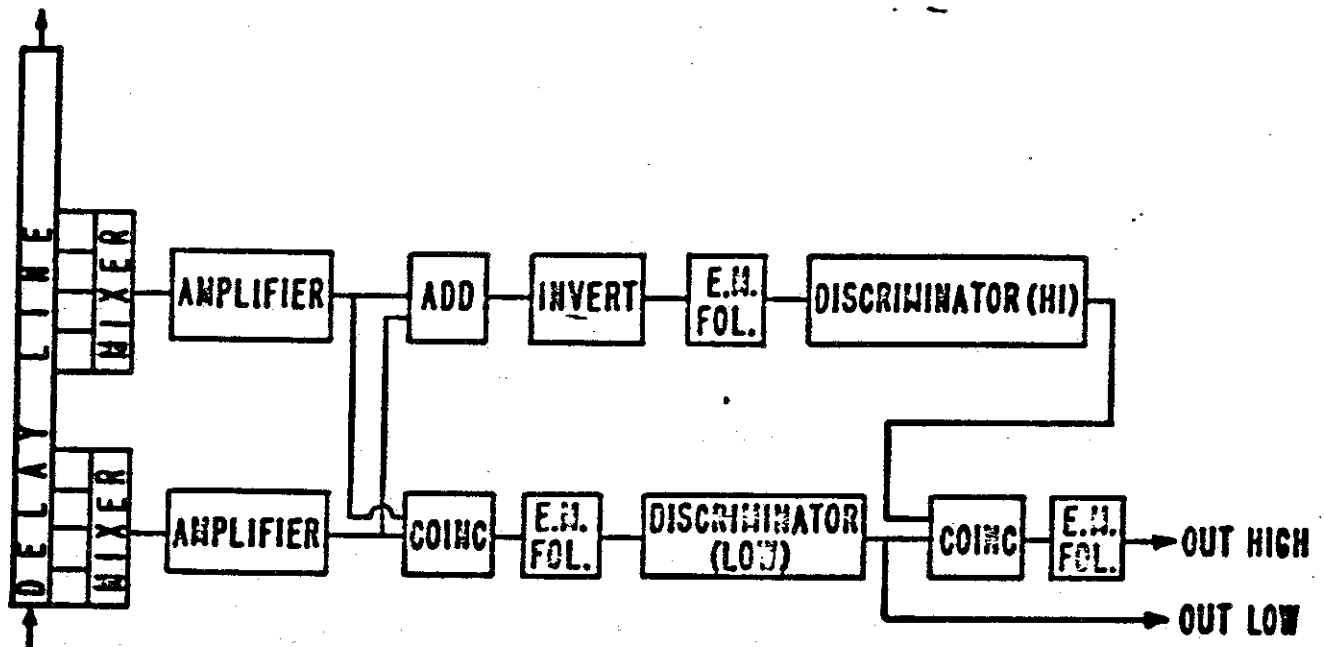 DELAY LINE
MIXER
AMPLIFIER
ADD
INVERT
E.M.
FOL.
DISCRIMINATOR (HI)
MIXER
AMPLIFIER
COINC
E.M.
FOL.
DISCRIMINATOR
(LOW)
COINC
E.M.
FOL.
OUT HIGH
OUT LOW